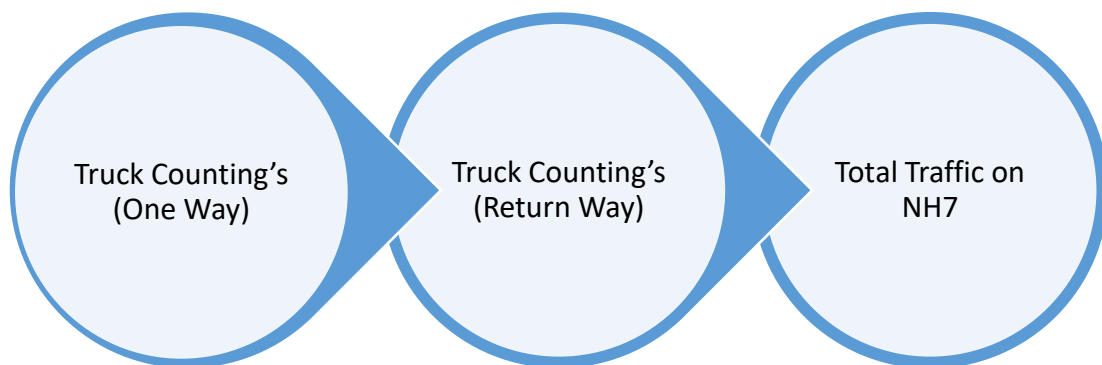 Truck Counting’s
(One Way)
Truck Counting’s
(Return Way)
Total Traffic on
NH7